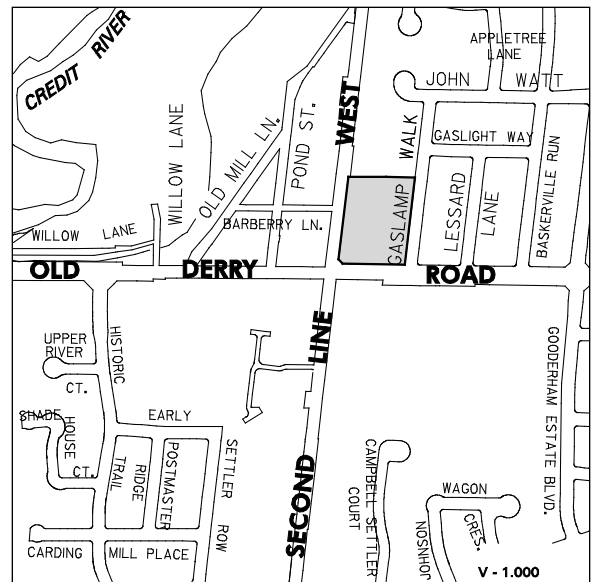 CREDIT RIVER
APPLETREE
LANE
JOHN WATT
WEST
WALK
GASLIGHT WAY
WILLOW LANE
OLD MILL LN.
POND ST.
BASKERVILLE RUN
GASLAMP
LESSARD
LANE
BARBERRY LN.
WILLOW LANE
OLD DERRY ROAD
LINE
UPPER
RIVER
CT.
HISTORIC
GOODERHAM ESTATE BLVD.
SHADE
HOUSE
CT.
EARLY
SETTLER
ROW
TRAIL
RIDGE
POSTMASTER
SECOND
CAMPBELL SETTLER
COURT
WAGON
CRES.
JOHNSON
CARDING MILL PLACE
V - 1.000